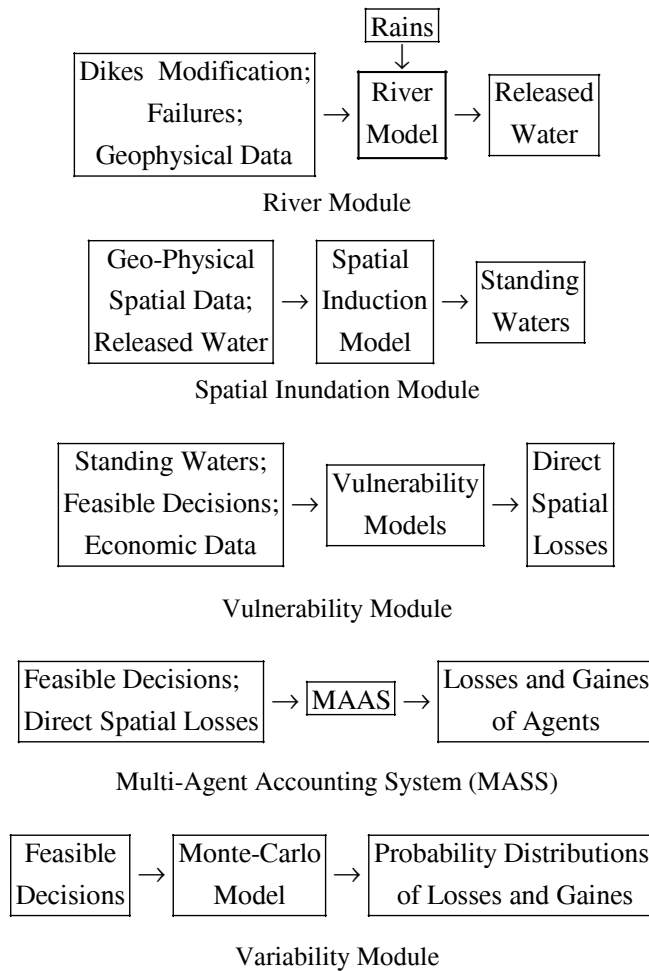 Rains
↓
Dikes Modification;
Failures;
Geophysical Data
→
River
Model
→
Released
Water
River Module
Geo-Physical
Spatial Data;
Released Water
→
Spatial
Induction
Model
→
Standing
Waters
Spatial Inundation Module
Standing Waters;
Feasible Decisions;
Economic Data
→
Vulnerability
Models
→
Direct
Spatial
Losses
Vulnerability Module
Feasible Decisions;
Direct Spatial Losses
→
MAAS
→
Losses and Gaines
of Agents
Multi-Agent Accounting System (MASS)
Feasible
Decisions
→
Monte-Carlo
Model
→
Probability Distributions
of Losses and Gaines
Variability Module